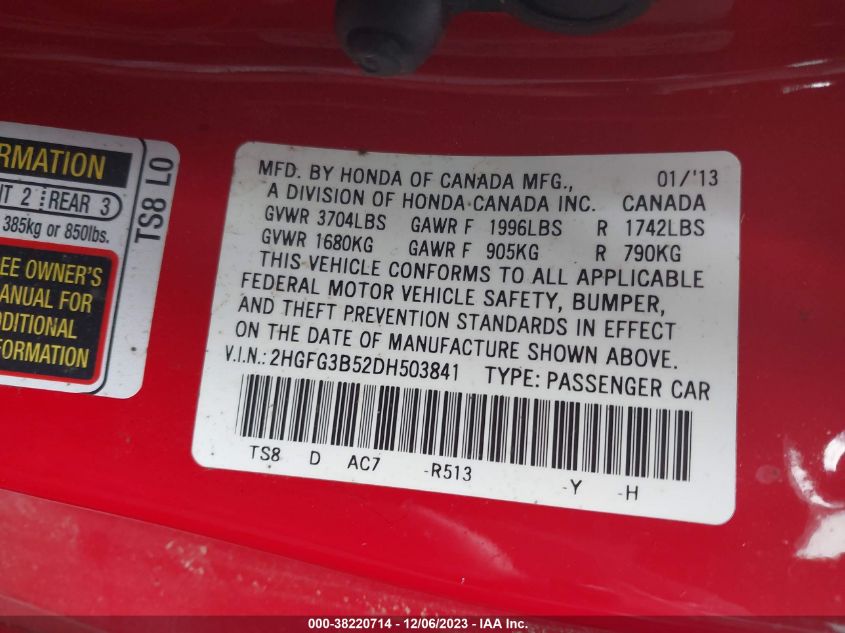 RMATION
IT 2 REAR 3
385kg or 850lbs.
EE OWNER'S
ANUAL FOR
DDITIONAL
FORMATION
TS8 L0
MFD. BY HONDA OF CANADA MFG., 01/'13
A DIVISION OF HONDA CANADA INC. CANADA
GVWR 3704LBS GAWR F 1996LBS R 1742LBS
GVWR 1680KG GAWR F 905KG R 790KG
THIS VEHICLE CONFORMS TO ALL APPLICABLE
FEDERAL MOTOR VEHICLE SAFETY, BUMPER,
AND THEFT PREVENTION STANDARDS IN EFFECT
ON THE DATE OF MANUFACTURE SHOWN ABOVE.
V.I.N.: 2HGFG3B52DH503841 TYPE: PASSENGER CAR
TS8 D AC7 -R513 -Y -H
000-38220714 - 12/06/2023 - IAA Inc.